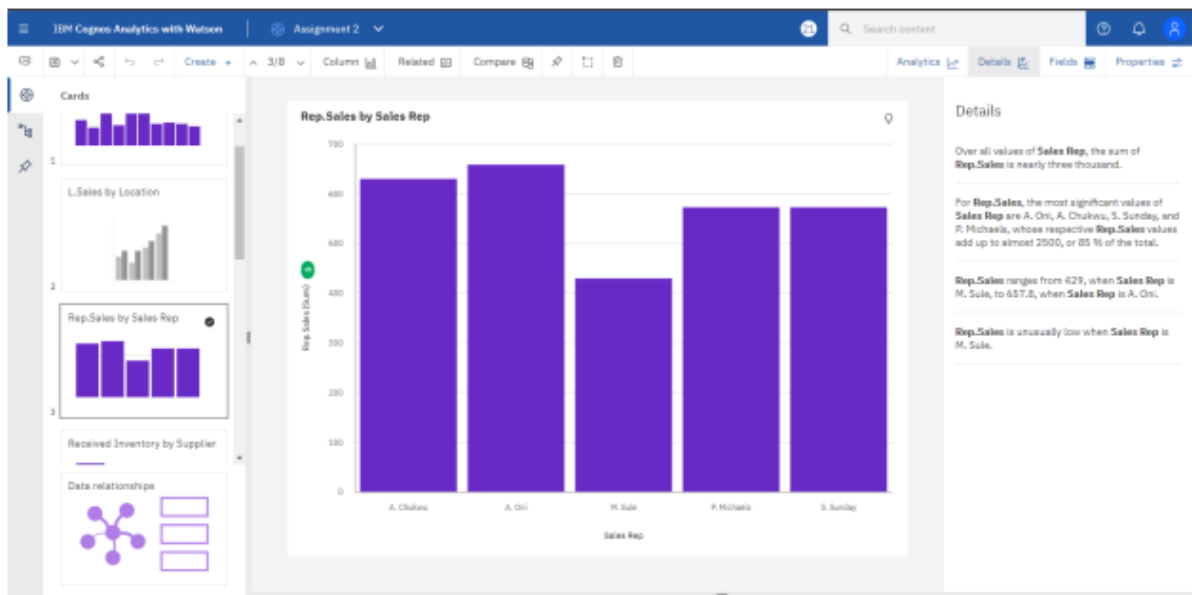 IBM Cognos Analytics with Watson
Assignment 2
21
Search content
Create +
3/8
Column
Related
Compare
Analytics
Details
Fields
Properties
Cards
1
L.Sales by Location
2
Rep.Sales by Sales Rep
3
Received Inventory by Supplier
Data relationships
Rep.Sales by Sales Rep
700
600
500
400
300
200
100
0
Rep.Sales (Sum)
A. Chukwu
A. Oni
M. Sule
P. Michaels
S. Sunday
Sales Rep
Details
Over all values of Sales Rep, the sum of
Rep.Sales is nearly three thousand.
For Rep.Sales, the most significant values of
Sales Rep are A. Oni, A. Chukwu, S. Sunday, and
P. Michaels, whose respective Rep.Sales values
add up to almost 2500, or 85 % of the total.
Rep.Sales ranges from 429, when Sales Rep is
M. Sule, to 657.8, when Sales Rep is A. Oni.
Rep.Sales is unusually low when Sales Rep is
M. Sule.